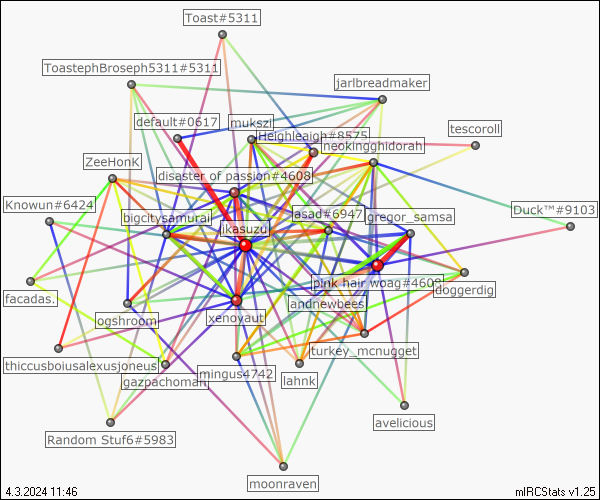 Toast#5311
ToastephBroseph5311#5311
jarlbreadmaker
default#0617
mukszi
tescoroll
Heighleaigh#8575
neokingghidorah
ZeeHonK
disaster of passion#4608
Knowun#6424
bigcitysamurai
asad#6947
gregor_samsa
Duck™#9103
ikasuzu
pink hair woag#4609
doggerdig
facadas.
andnewbees
ogshroom
xenoyaut
turkey_mcnugget
thiccusboiusalexusjoneus
mingus4742
gazpachoman
lahnk
avelicious
Random Stuf6#5983
moonraven
4.3.2024 11:46
mIRCStats v1.25